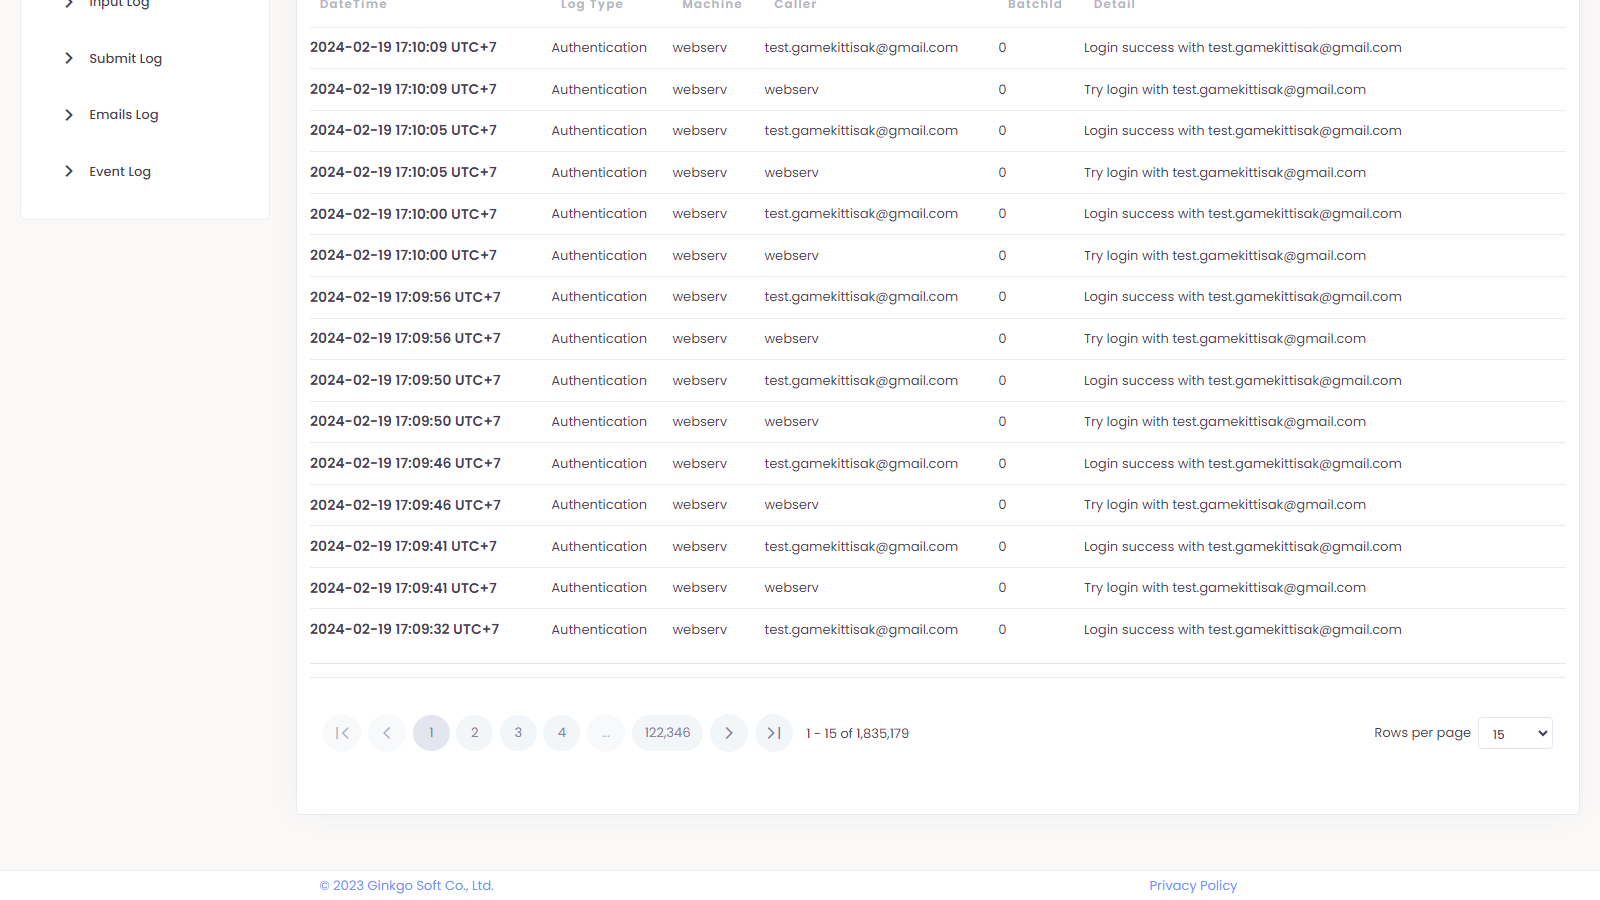 Input Log
Submit Log
Emails Log
Event Log
DateTime Log Type Machine Caller BatchId Detail
2024-02-19 17:10:09 UTC+7 Authentication webserv test.gamekittisak@gmail.com 0 Login success with test.gamekittisak@gmail.com
2024-02-19 17:10:09 UTC+7 Authentication webserv webserv 0 Try login with test.gamekittisak@gmail.com
2024-02-19 17:10:05 UTC+7 Authentication webserv test.gamekittisak@gmail.com 0 Login success with test.gamekittisak@gmail.com
2024-02-19 17:10:05 UTC+7 Authentication webserv webserv 0 Try login with test.gamekittisak@gmail.com
2024-02-19 17:10:00 UTC+7 Authentication webserv test.gamekittisak@gmail.com 0 Login success with test.gamekittisak@gmail.com
2024-02-19 17:10:00 UTC+7 Authentication webserv webserv 0 Try login with test.gamekittisak@gmail.com
2024-02-19 17:09:56 UTC+7 Authentication webserv test.gamekittisak@gmail.com 0 Login success with test.gamekittisak@gmail.com
2024-02-19 17:09:56 UTC+7 Authentication webserv webserv 0 Try login with test.gamekittisak@gmail.com
2024-02-19 17:09:50 UTC+7 Authentication webserv test.gamekittisak@gmail.com 0 Login success with test.gamekittisak@gmail.com
2024-02-19 17:09:50 UTC+7 Authentication webserv webserv 0 Try login with test.gamekittisak@gmail.com
2024-02-19 17:09:46 UTC+7 Authentication webserv test.gamekittisak@gmail.com 0 Login success with test.gamekittisak@gmail.com
2024-02-19 17:09:46 UTC+7 Authentication webserv webserv 0 Try login with test.gamekittisak@gmail.com
2024-02-19 17:09:41 UTC+7 Authentication webserv test.gamekittisak@gmail.com 0 Login success with test.gamekittisak@gmail.com
2024-02-19 17:09:41 UTC+7 Authentication webserv webserv 0 Try login with test.gamekittisak@gmail.com
2024-02-19 17:09:32 UTC+7 Authentication webserv test.gamekittisak@gmail.com 0 Login success with test.gamekittisak@gmail.com
1 2 3 4 ... 122,346 1 - 15 of 1,835,179 Rows per page 15
© 2023 Ginkgo Soft Co., Ltd. Privacy Policy